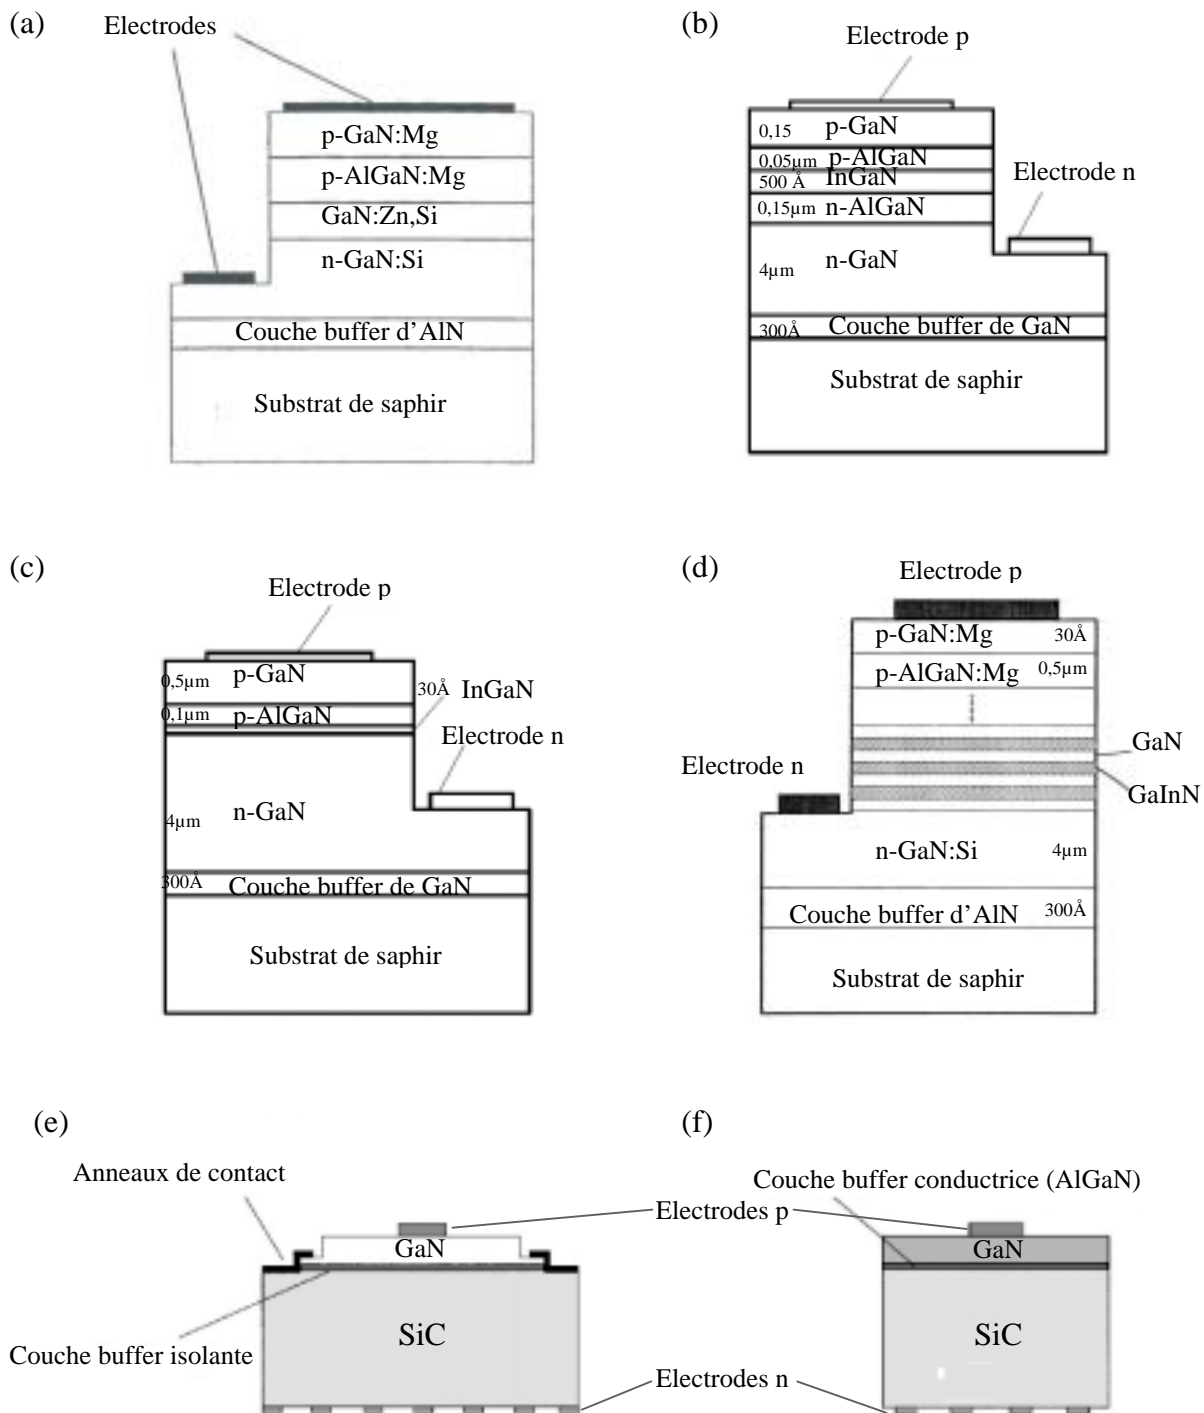 (a)
Electrodes
p-GaN:Mg
p-AlGaN:Mg
GaN:Zn,Si
n-GaN:Si
Couche buffer d'AlN
Substrat de saphir
(b)
Electrode p
0,15 p-GaN
0,05µm p-AlGaN
500 Å InGaN
0,15µm n-AlGaN
Electrode n
4µm n-GaN
300Å Couche buffer de GaN
Substrat de saphir
(c)
Electrode p
0,5µm p-GaN
30Å InGaN
0,1µm p-AlGaN
Electrode n
4µm n-GaN
300Å Couche buffer de GaN
Substrat de saphir
(d)
Electrode p
p-GaN:Mg 30Å
p-AlGaN:Mg 0,5µm
GaN
Electrode n
GaInN
n-GaN:Si 4µm
Couche buffer d'AlN 300Å
Substrat de saphir
(e)
Anneaux de contact
GaN
SiC
Couche buffer isolante
(f)
Couche buffer conductrice (AlGaN)
Electrodes p
GaN
SiC
Electrodes n